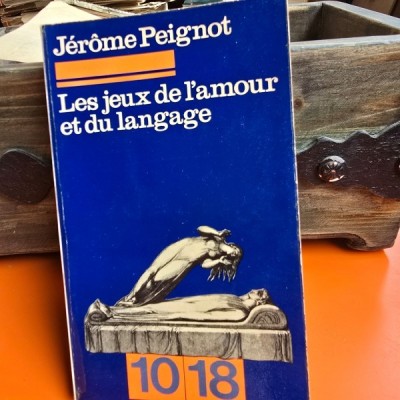 Jérôme Peignot
Les jeux de l'amour
et du langage
10 18